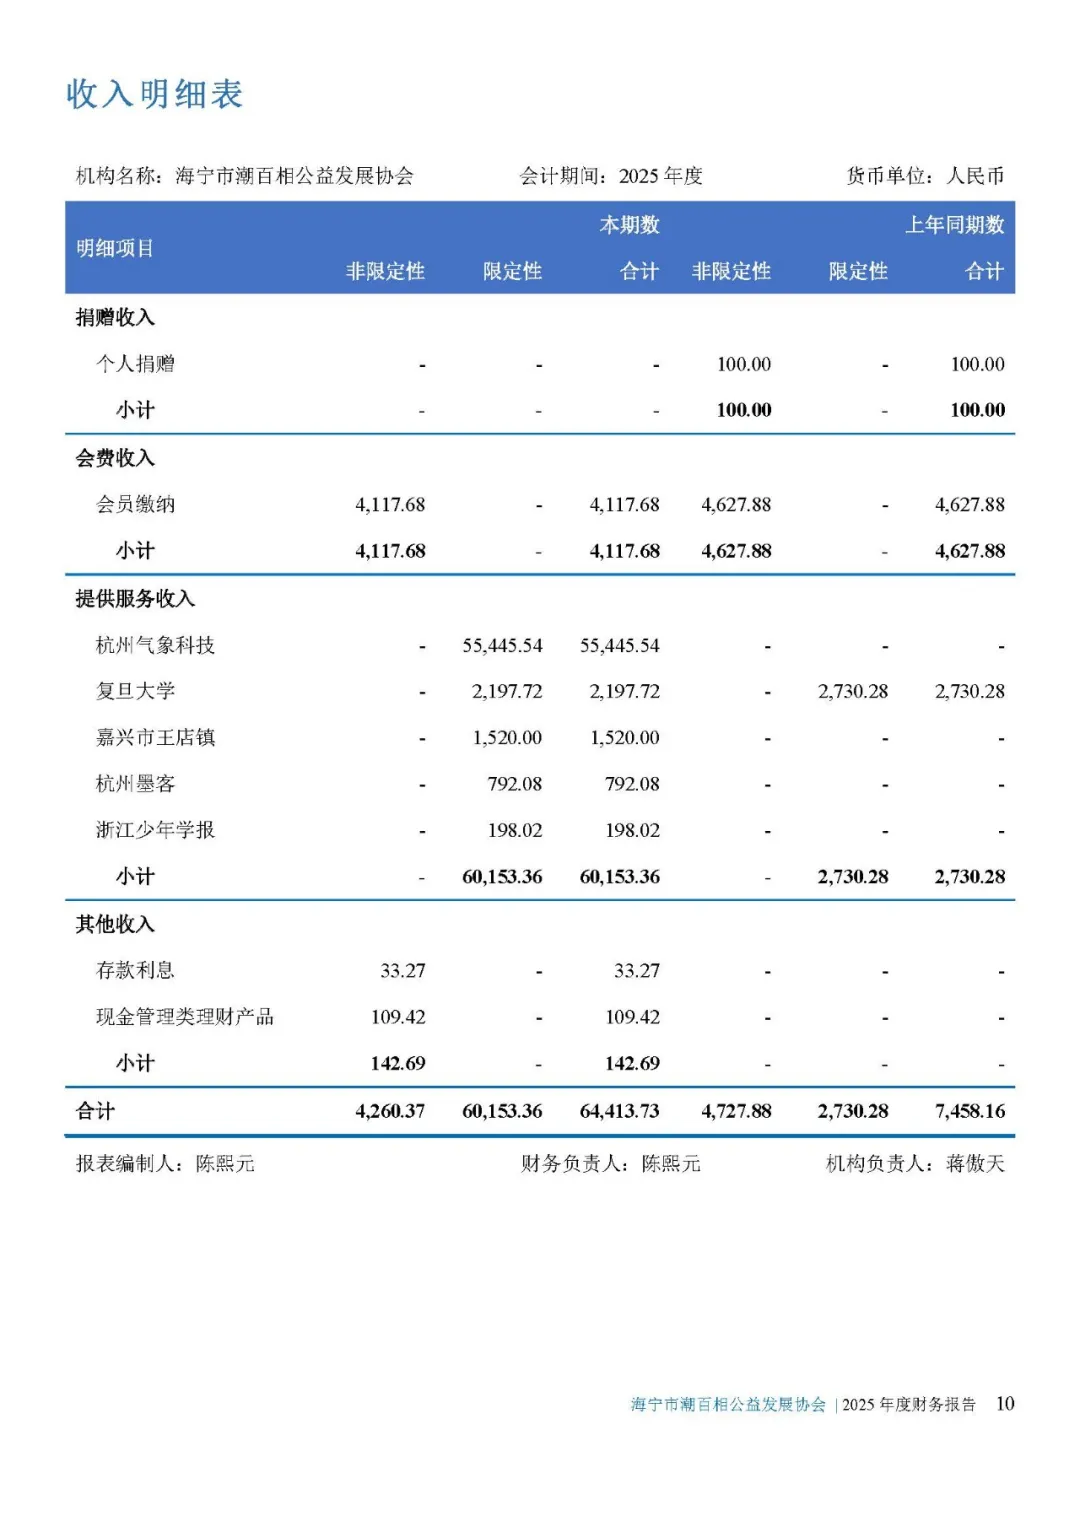 收入明细表
机构名称：海宁市潮百相公益发展协会 会计期间：2025 年度 货币单位：人民币
本期数 上年同期数
明细项目
非限定性 限定性 合计 非限定性 限定性 合计
捐赠收入
个人捐赠 - - - 100.00 - 100.00
小计 - - - 100.00 - 100.00
会费收入
会员缴纳 4,117.68 - 4,117.68 4,627.88 - 4,627.88
小计 4,117.68 - 4,117.68 4,627.88 - 4,627.88
提供服务收入
杭州气象科技 - 55,445.54 55,445.54 - - -
复旦大学 - 2,197.72 2,197.72 - 2,730.28 2,730.28
嘉兴市王店镇 - 1,520.00 1,520.00 - - -
杭州墨客 - 792.08 792.08 - - -
浙江少年学报 - 198.02 198.02 - - -
小计 - 60,153.36 60,153.36 - 2,730.28 2,730.28
其他收入
存款利息 33.27 - 33.27 - - -
现金管理类理财产品 109.42 - 109.42 - - -
小计 142.69 - 142.69 - - -
合计 4,260.37 60,153.36 64,413.73 4,727.88 2,730.28 7,458.16
报表编制人：陈熙元 财务负责人：陈熙元 机构负责人：蒋傲天
海宁市潮百相公益发展协会 | 2025 年度财务报告 10